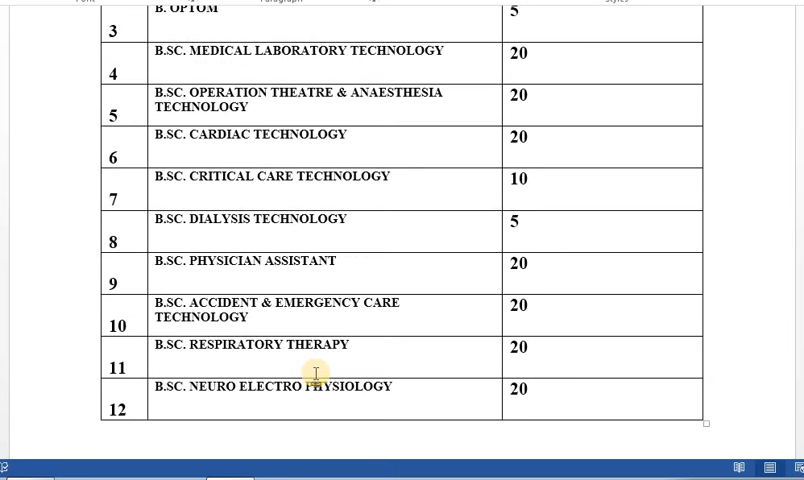 B. OPTOM 5
3
B.SC. MEDICAL LABORATORY TECHNOLOGY 20
4
B.SC. OPERATION THEATRE & ANAESTHESIA 20
TECHNOLOGY
5
B.SC. CARDIAC TECHNOLOGY 20
6
B.SC. CRITICAL CARE TECHNOLOGY 10
7
B.SC. DIALYSIS TECHNOLOGY 5
8
B.SC. PHYSICIAN ASSISTANT 20
9
B.SC. ACCIDENT & EMERGENCY CARE 20
TECHNOLOGY
10
B.SC. RESPIRATORY THERAPY 20
11
B.SC. NEURO ELECTRO PHYSIOLOGY 20
12